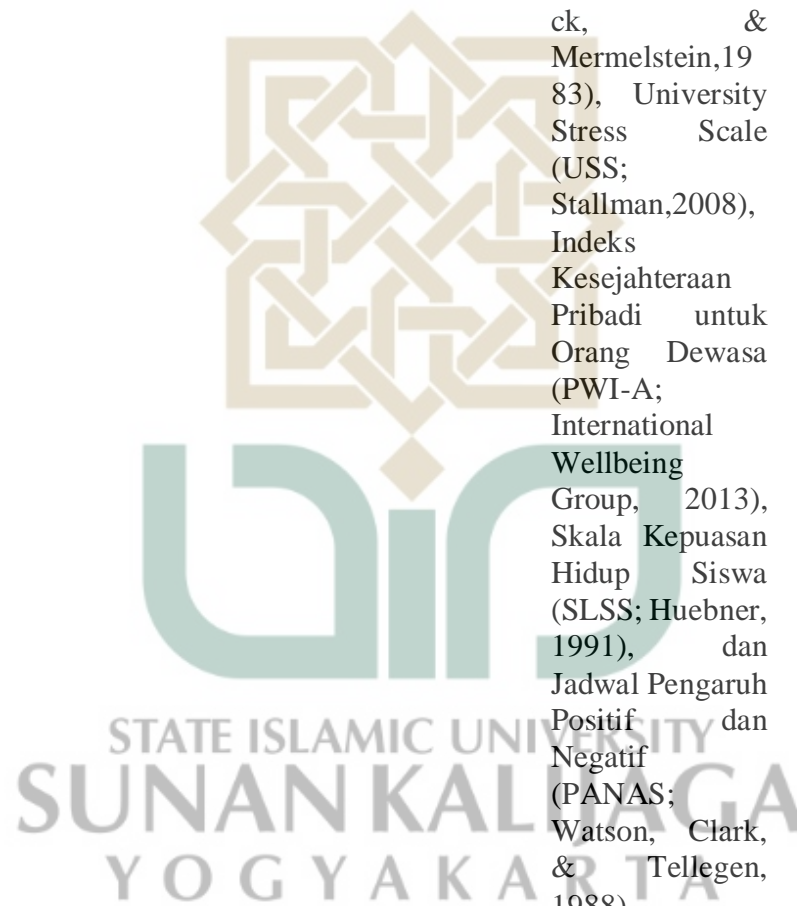 ck, &
Mermelstein,19
83), University
Stress Scale
(USS;
Stallman,2008),
Indeks
Kesejahteraan
Pribadi untuk
Orang Dewasa
(PWI-A;
International
Wellbeing
Group, 2013),
Skala Kepuasan
Hidup Siswa
(SLSS; Huebner,
1991), dan
Jadwal Pengaruh
Positif dan
Negatif
(PANAS;
Watson, Clark,
& Tellegen,
1988)
STATE ISLAMIC UNIVERSITY
SUNAN KALIJAGA
YOGYAKARTA